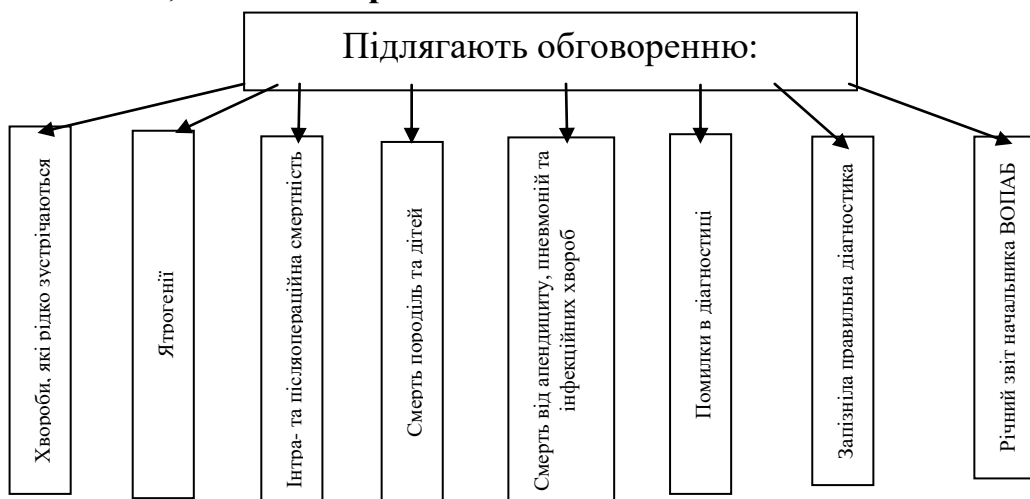 Підлягають обговоренню:
Хвороби, які рідко зустрічаються
Ятрогенії
Інтра- та післяопераційна смертність
Смерть породіль та дітей
Смерть від апендициту, пневмоній та
інфекційних хвороб
Помилки в діагностиці
Запізніла правильна діагностика
Річний звіт начальника ВОПАБ